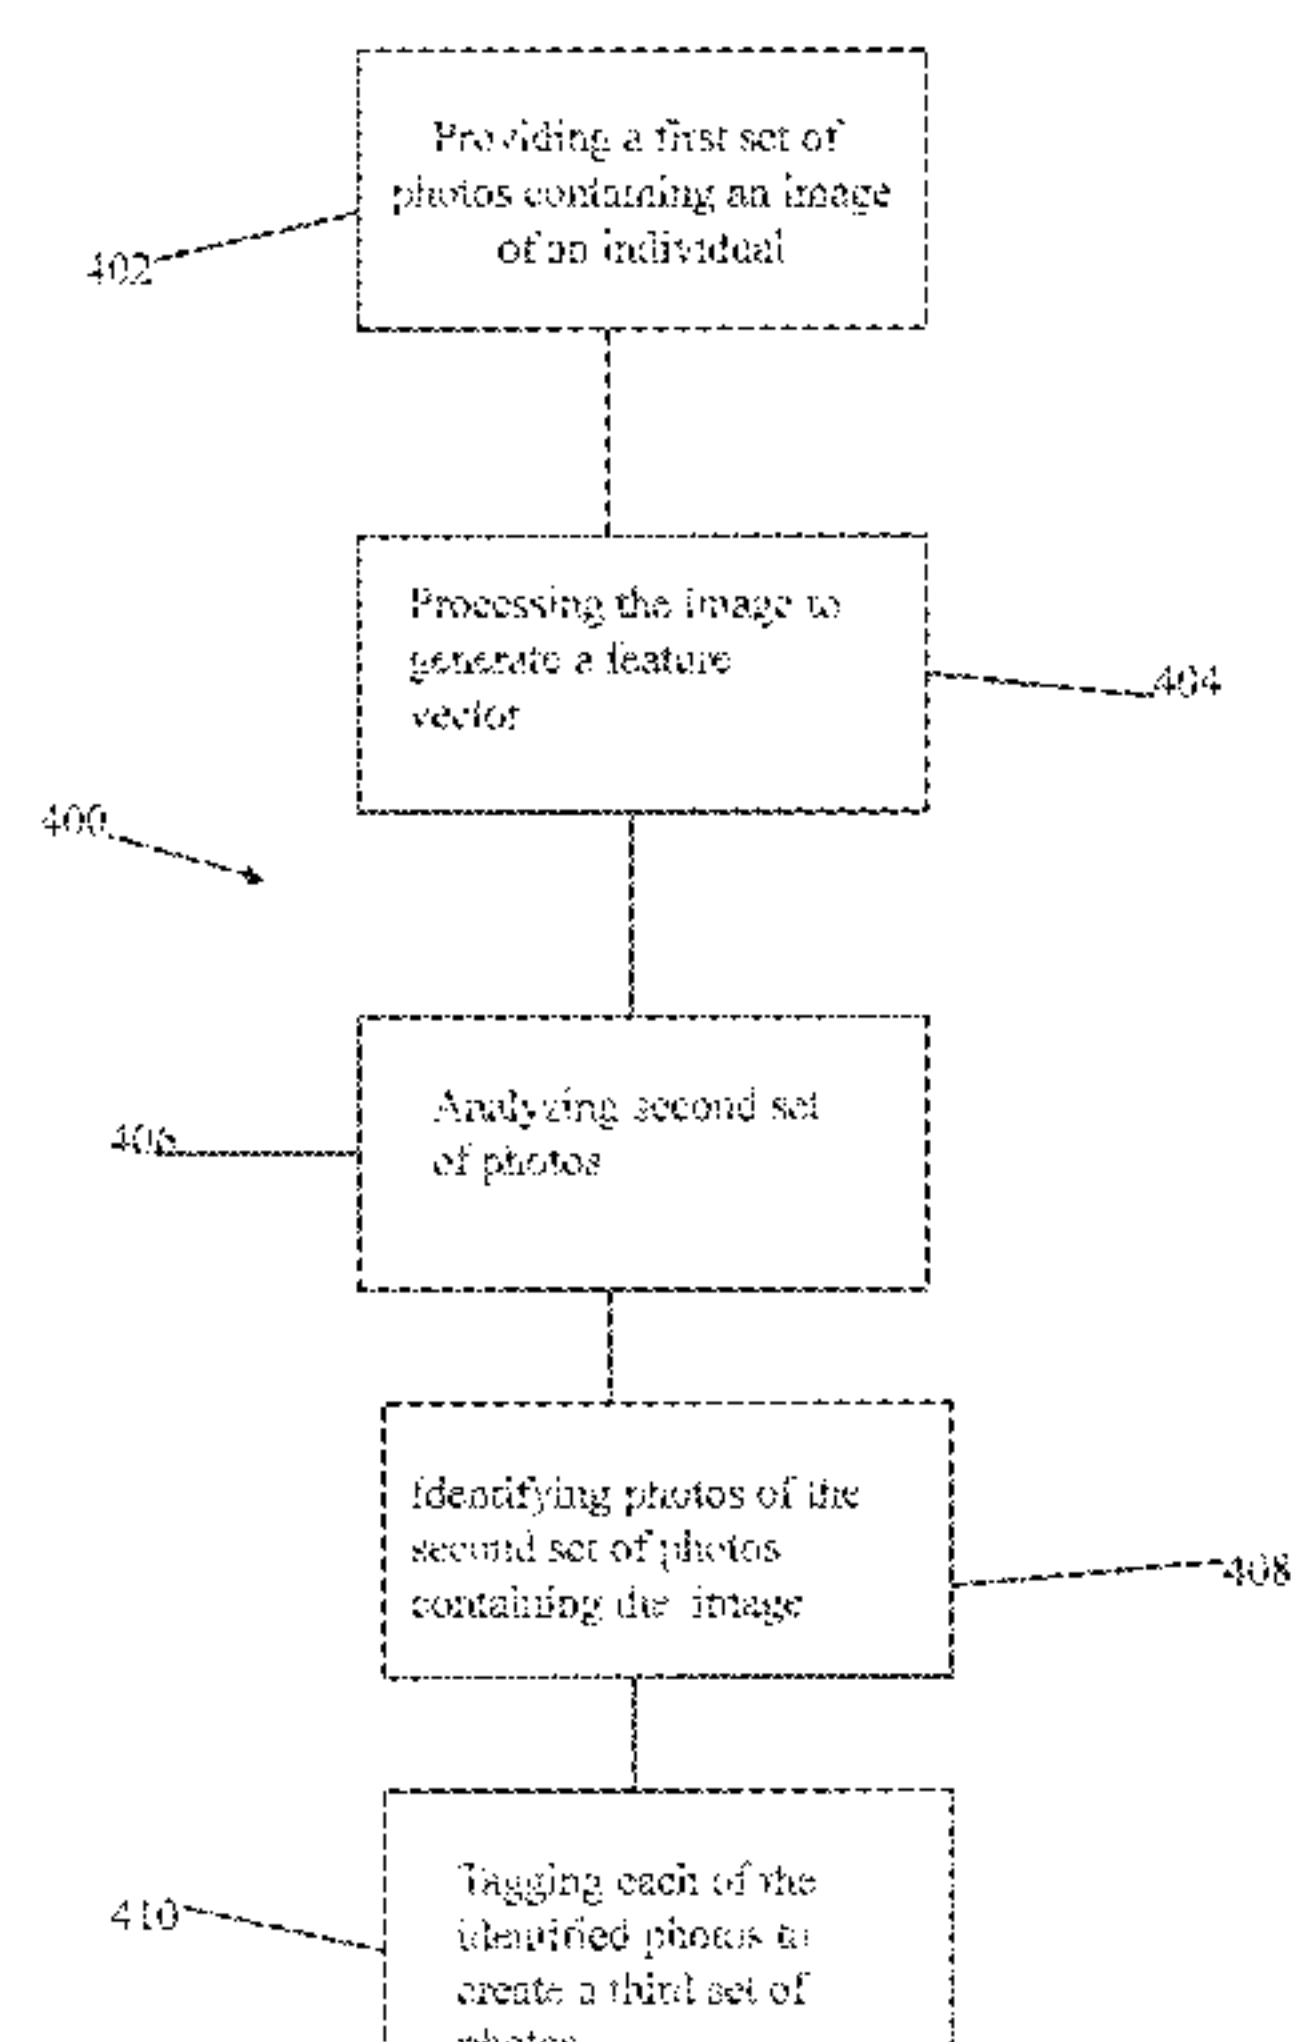 Providing a first set of
photos containing an image
of an individual
402
Processing the image to
generate a feature
vector
404
400
Analyzing second set
of photos
406
Identifying photos of the
second set of photos
containing the image
408
Tagging each of the
identified photos to
create a third set of
photos
410